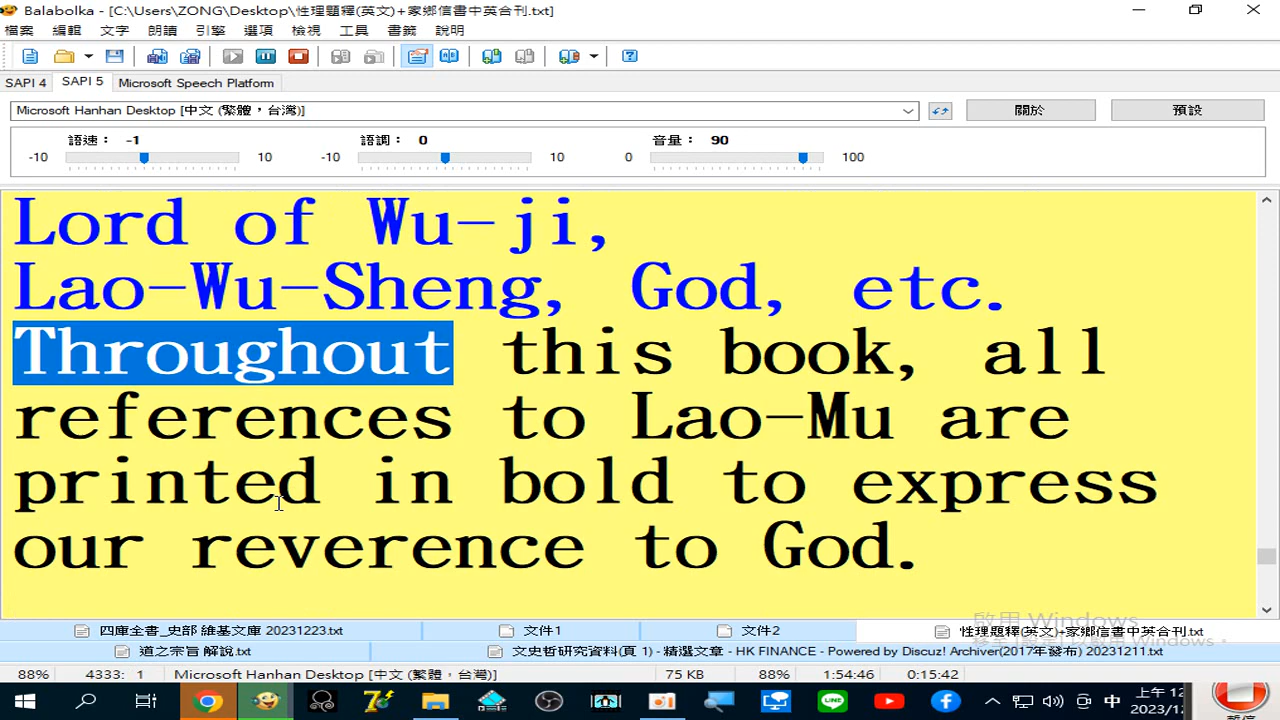 Balabolka - [C:\Users\ZONG\Desktop\性理題釋(英文)+家鄉信書中英合刊.txt]
檔案 編輯 文字 朗讀 引擎 選項 檢視 工具 書籤 說明
SAPI 4 SAPI 5 Microsoft Speech Platform
Microsoft Hanhan Desktop [中文 (繁體，台灣)] 關於 預設
語速： -1 語調： 0 音量： 90
-10 10 -10 10 0 100
Lord of Wu-ji,
Lao-Wu-Sheng, God, etc.
Throughout this book, all
references to Lao-Mu are
printed in bold to express
our reverence to God.
啟用 Windows
四庫全書_史部 維基文庫 20231223.txt 文件1 文件2 性理題釋(英文)+家鄉信書中英合刊.txt
道之宗旨 解說.txt 文史哲研究資料(頁 1) - 精選文章 - HK FINANCE - Powered by Discuz! Archiver(2017年發布) 20231211.txt
88% 4333: 1 Microsoft Hanhan Desktop [中文 (繁體，台灣)] 75 KB 88% 1:54:46 0:15:42
LINE 中 上午 12
2023/12